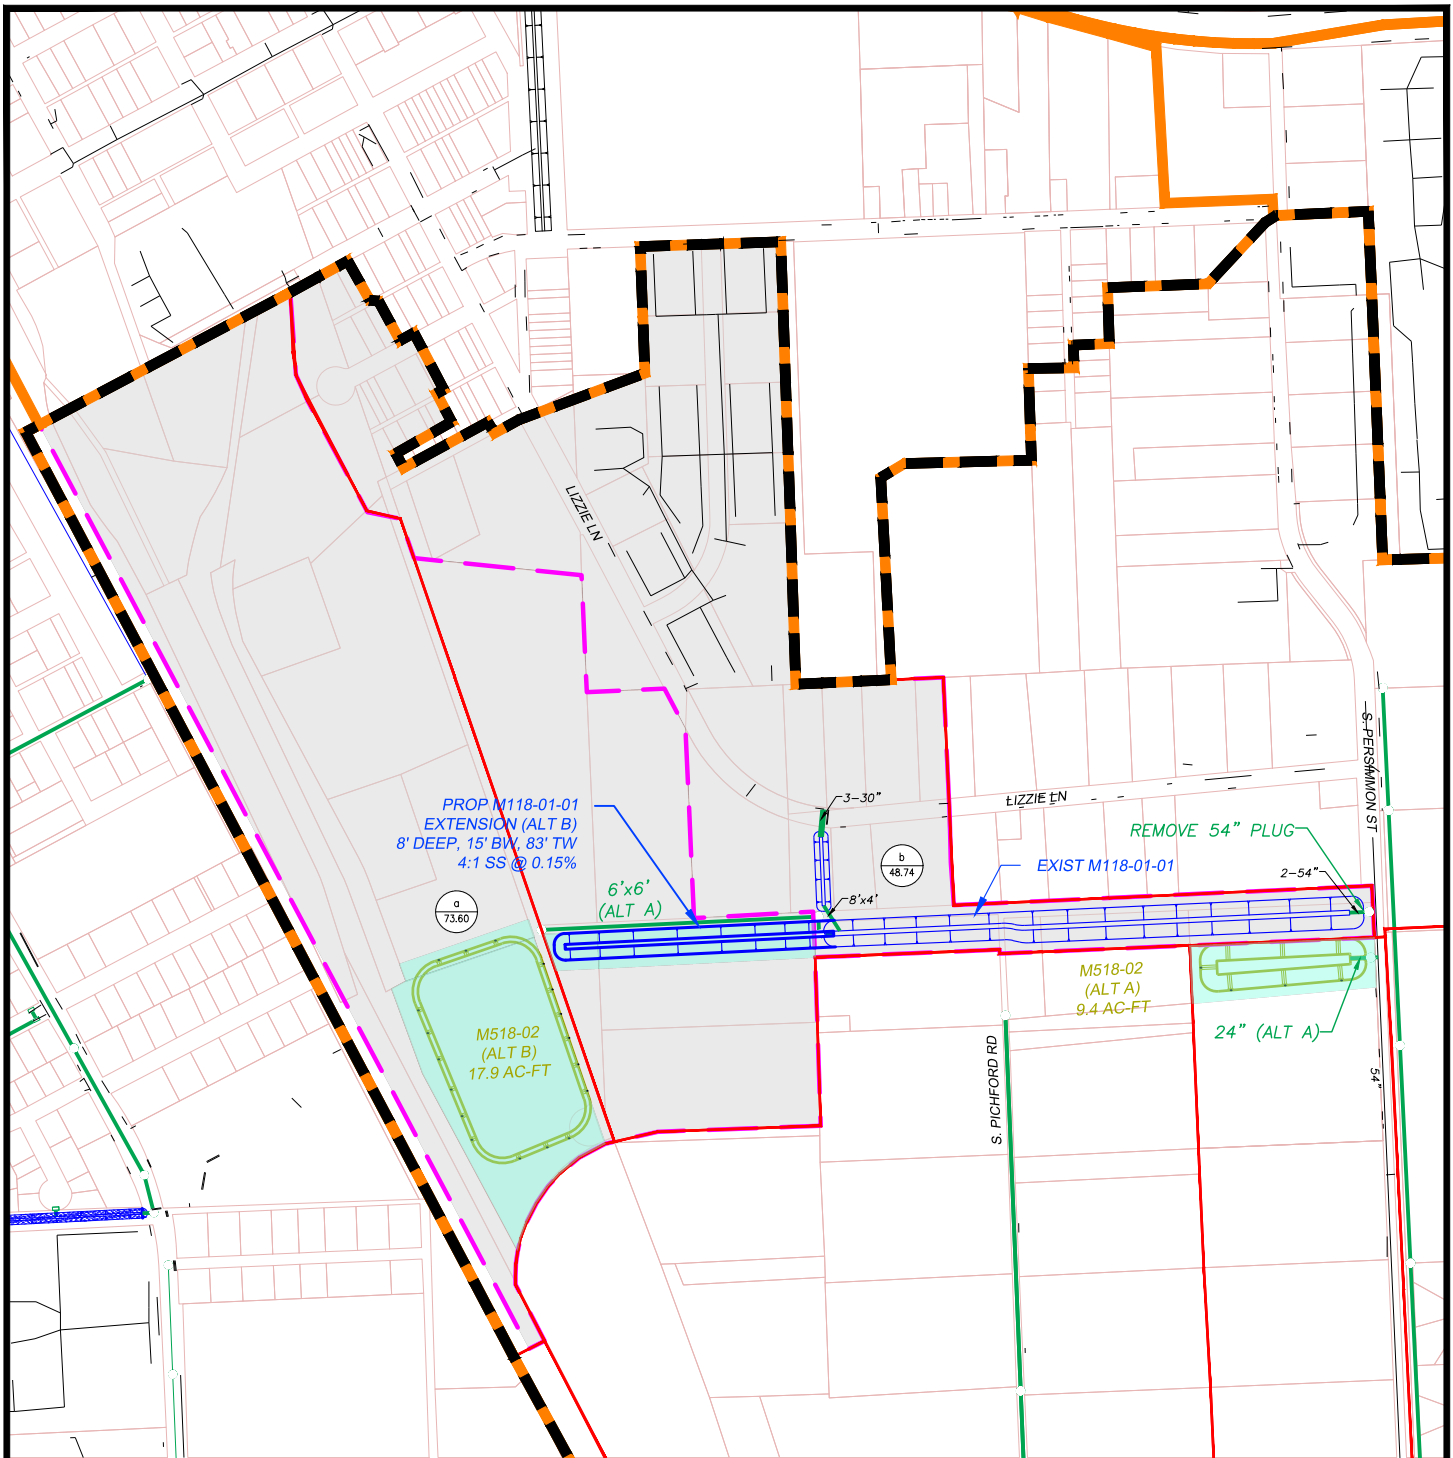 LIZZIE LN
S. PERSIMMON ST
PROP M118-01-01
EXTENSION (ALT B)
8' DEEP, 15' BW, 83' TW
4:1 SS @ 0.15%
3-30"
LIZZIE LN
REMOVE 54" PLUG
b
48.74
EXIST M118-01-01
2-54"
6'x6'
(ALT A)
8'x4'
a
73.60
M518-02
(ALT A)
9.4 AC-FT
M518-02
(ALT B)
17.9 AC-FT
24" (ALT A)
S. PICHFORD RD
54"